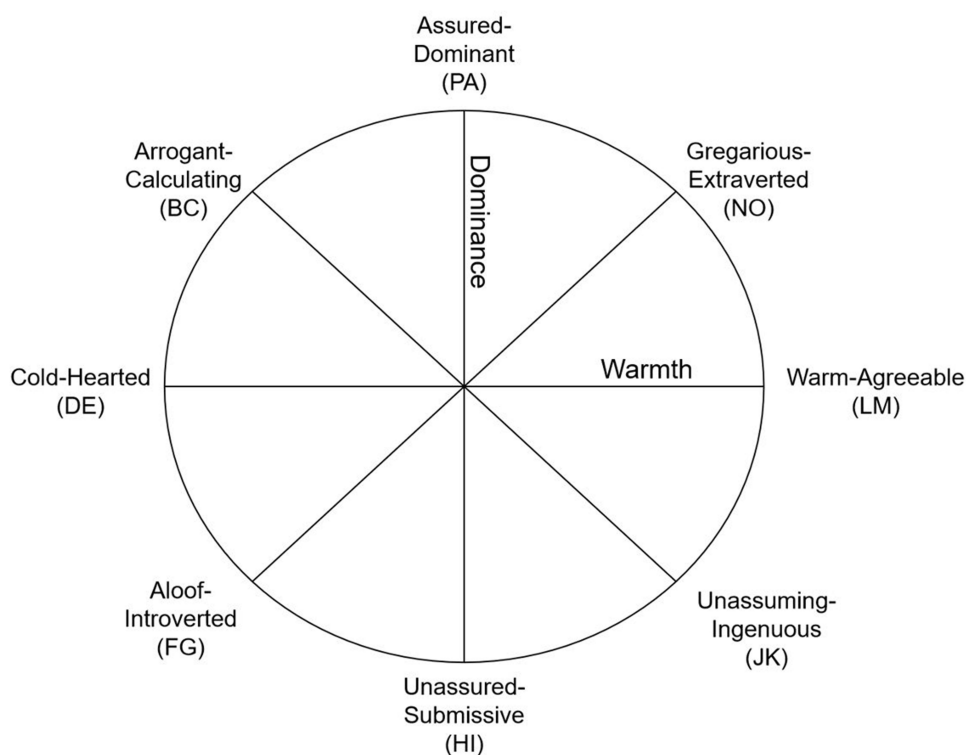 Assured-
Dominant
(PA)
Arrogant-
Calculating
(BC)
Gregarious-
Extraverted
(NO)
Dominance
Warmth
Cold-Hearted
(DE)
Warm-Agreeable
(LM)
Aloof-
Introverted
(FG)
Unassuming-
Ingenuous
(JK)
Unassured-
Submissive
(HI)